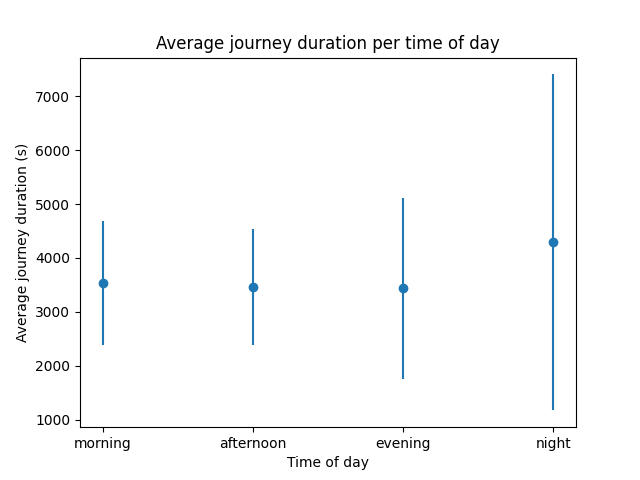 Average journey duration per time of day
Average journey duration (s)
7000
6000
5000
4000
3000
2000
1000
morning afternoon evening night
Time of day